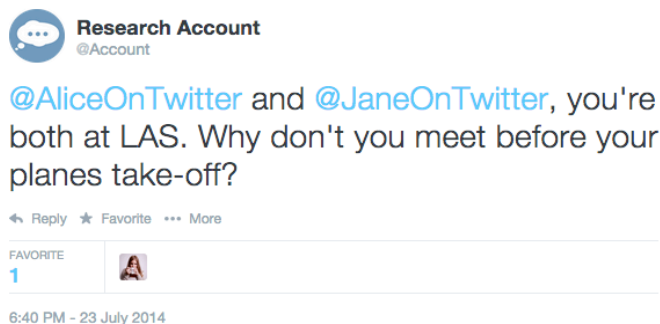 Research Account
@Account
@AliceOnTwitter and @JaneOnTwitter, you're
both at LAS. Why don't you meet before your
planes take-off?
Reply Favorite More
FAVORITE
1
6:40 PM - 23 July 2014